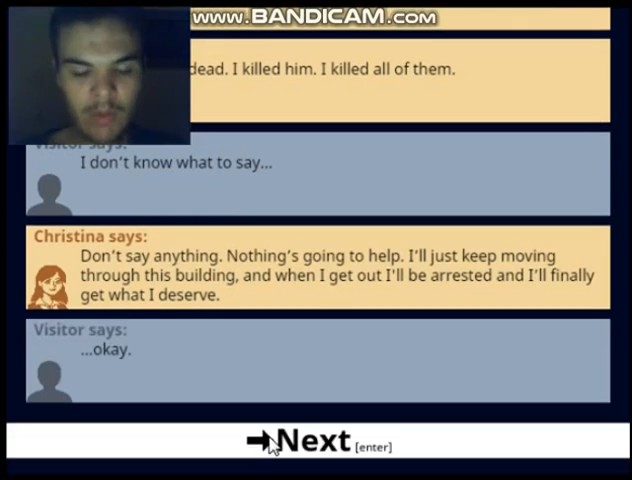 www.BANDICAM.com
dead. I killed him. I killed all of them.
Visitor says:
I don't know what to say...
Christina says:
Don't say anything. Nothing's going to help. I'll just keep moving
through this building, and when I get out I'll be arrested and I'll finally
get what I deserve.
Visitor says:
...okay.
Next [enter]